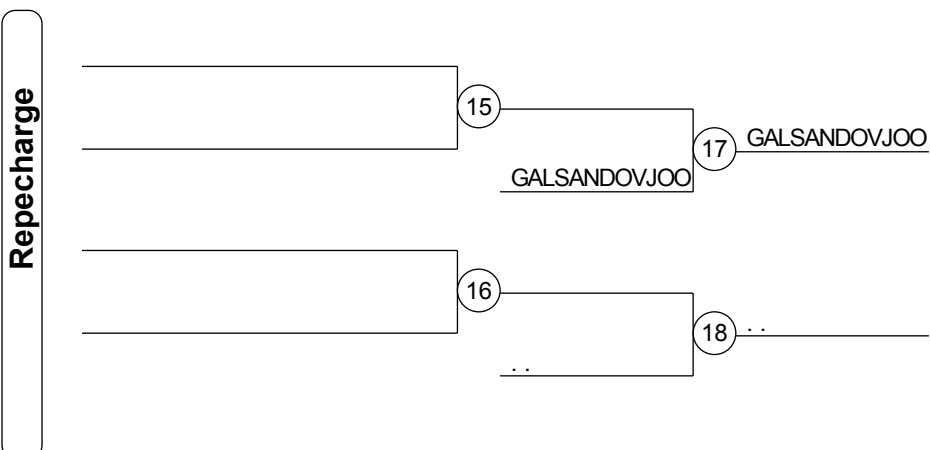 Repecharge
15
17
GALSANDOVJOO
GALSANDOVJOO
16
18
. .
. .